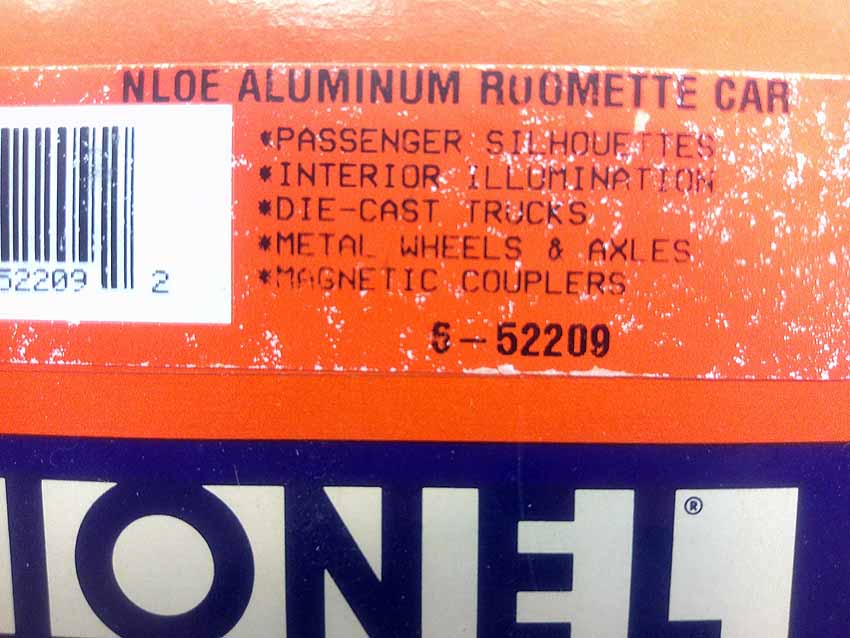 NLOE ALUMINUM ROOMETTE CAR
*PASSENGER SILHOUETTES
*INTERIOR ILLUMINATION
*DIE-CAST TRUCKS
*METAL WHEELS & AXLES
*MAGNETIC COUPLERS
52209 2
6-52209
IONEL®